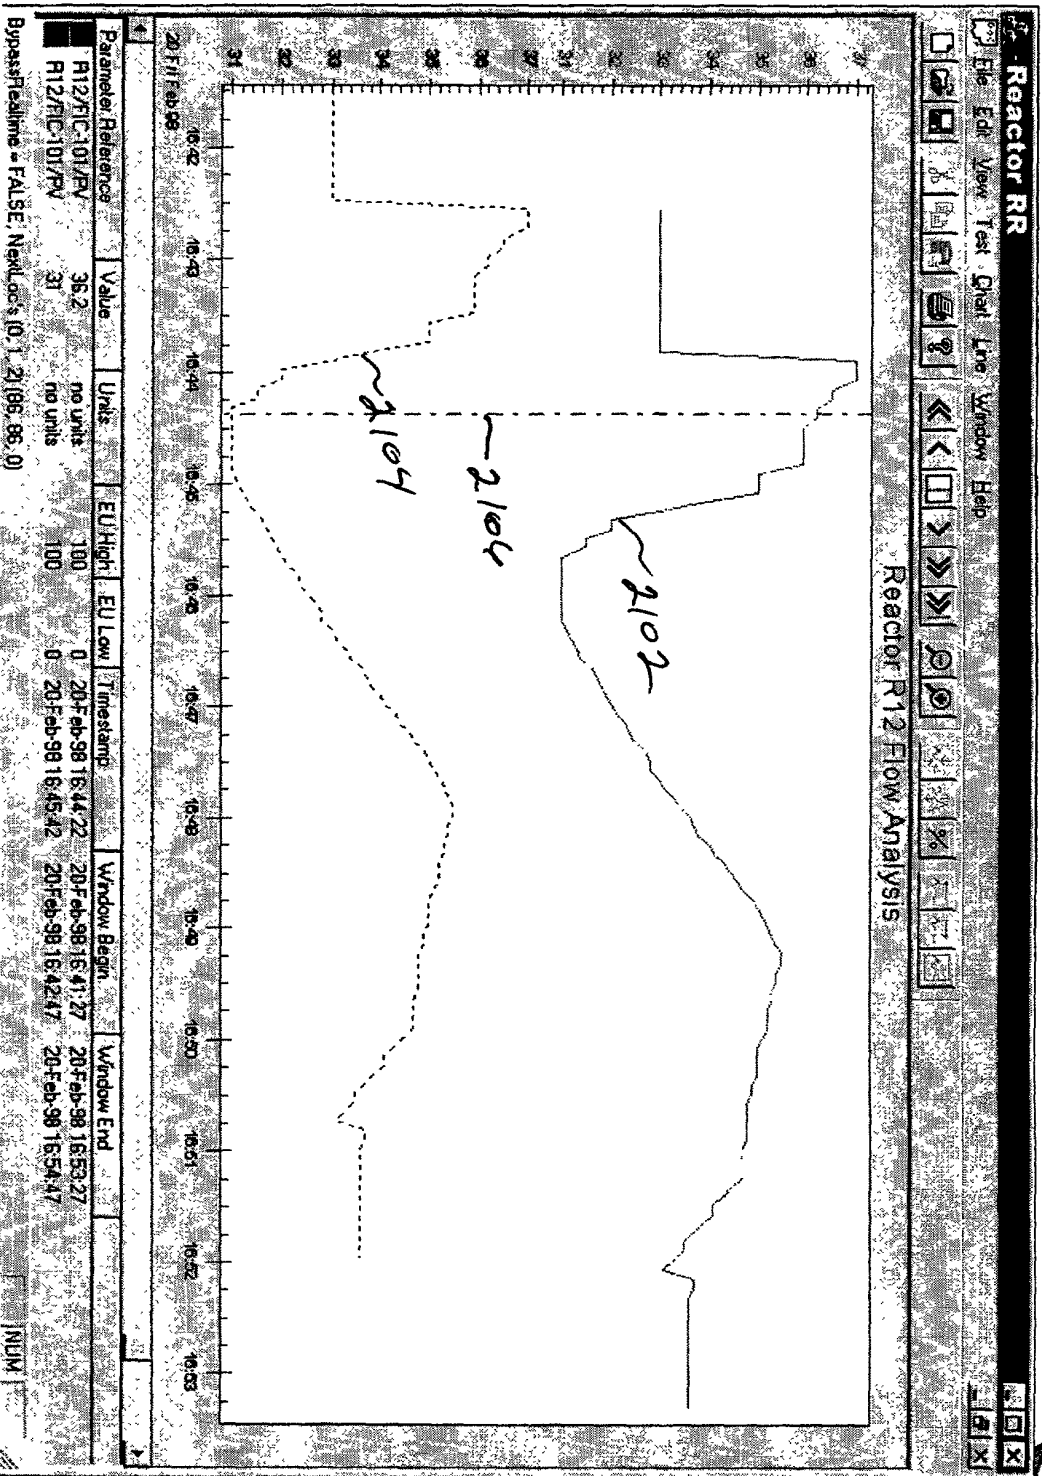 Reactor RR
File Edit View Test Chart Line Window Help
Reactor R12 Flow Analysis
37
36
35
34
33
32
31
36
35
34
33
32
31
2102
2104
2104
16:42 16:43 16:44 16:45 16:46 16:47 16:48 16:49 16:50 16:51 16:52 16:53
20 Fri Feb 98
Parameter Reference Value Units EU High EU Low Timestamp Window Begin Window End
R12/FIC-101/PV 36.2 no units 100 0 20-Feb-98 16:44:22 20-Feb-98 16:41:27 20-Feb-98 16:53:27
R12/FIC-101/PV 31 no units 100 0 20-Feb-98 16:45:42 20-Feb-98 16:42:47 20-Feb-98 16:54:47
BypassRealtime = FALSE, NextLoc's (0, 1, 2) (86, 86, 0)
NUM